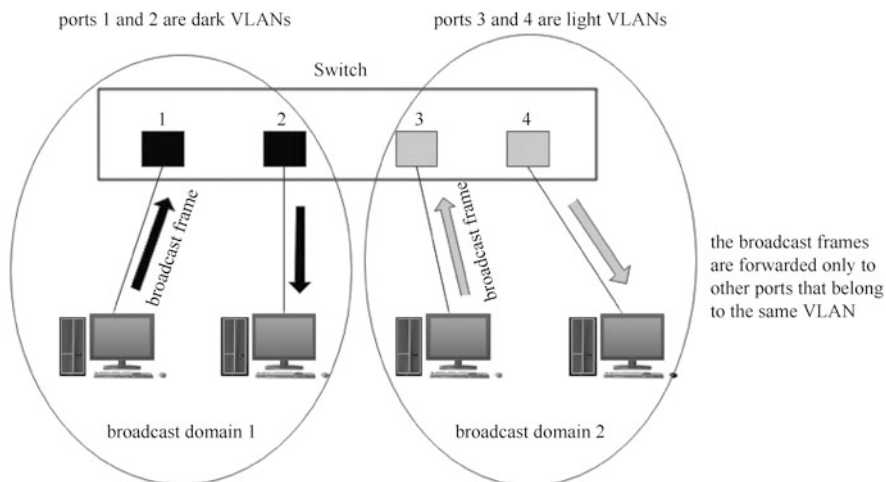 ports 1 and 2 are dark VLANs
ports 3 and 4 are light VLANs
Switch
1
2
3
4
broadcast frame
broadcast frame
the broadcast frames
are forwarded only to
other ports that belong
to the same VLAN
broadcast domain 1
broadcast domain 2